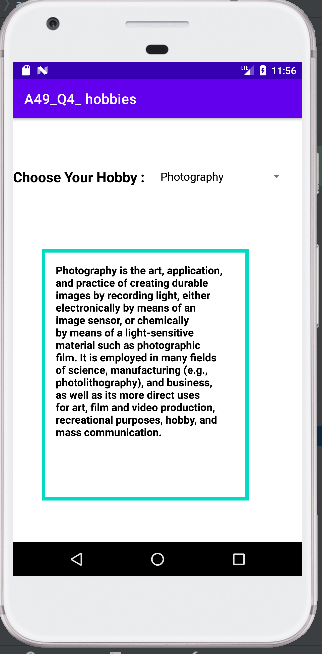 11:56
A49_Q4_ hobbies
Choose Your Hobby : Photography
Photography is the art, application,
and practice of creating durable
images by recording light, either
electronically by means of an
image sensor, or chemically
by means of a light-sensitive
material such as photographic
film. It is employed in many fields
of science, manufacturing (e.g.,
photolithography), and business,
as well as its more direct uses
for art, film and video production,
recreational purposes, hobby, and
mass communication.